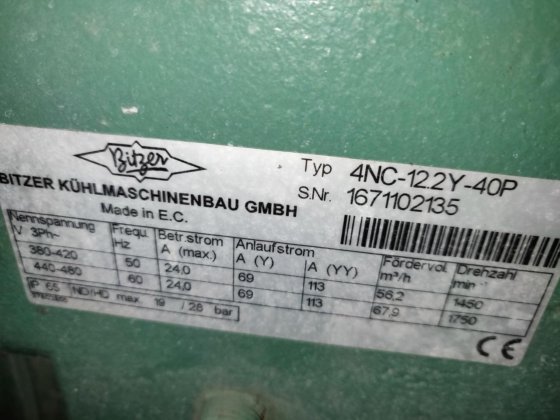 Bitzer
Typ 4NC-12.2Y-40P
S.Nr. 1671102135
BITZER KÜHLMASCHINENBAU GMBH
Made in E.C.
Nennspannung Frequ. Betr.strom Anlaufstrom Fördervol. Drehzahl
V 3Ph~ Hz A (max.) A (Y) A (YY) m³/h min
380-420 50 24,0 69 113 56,2 1450
440-480 60 24,0 69 113 67,9 1750
IP 65 ND/HD max. 19 / 28 bar
CE